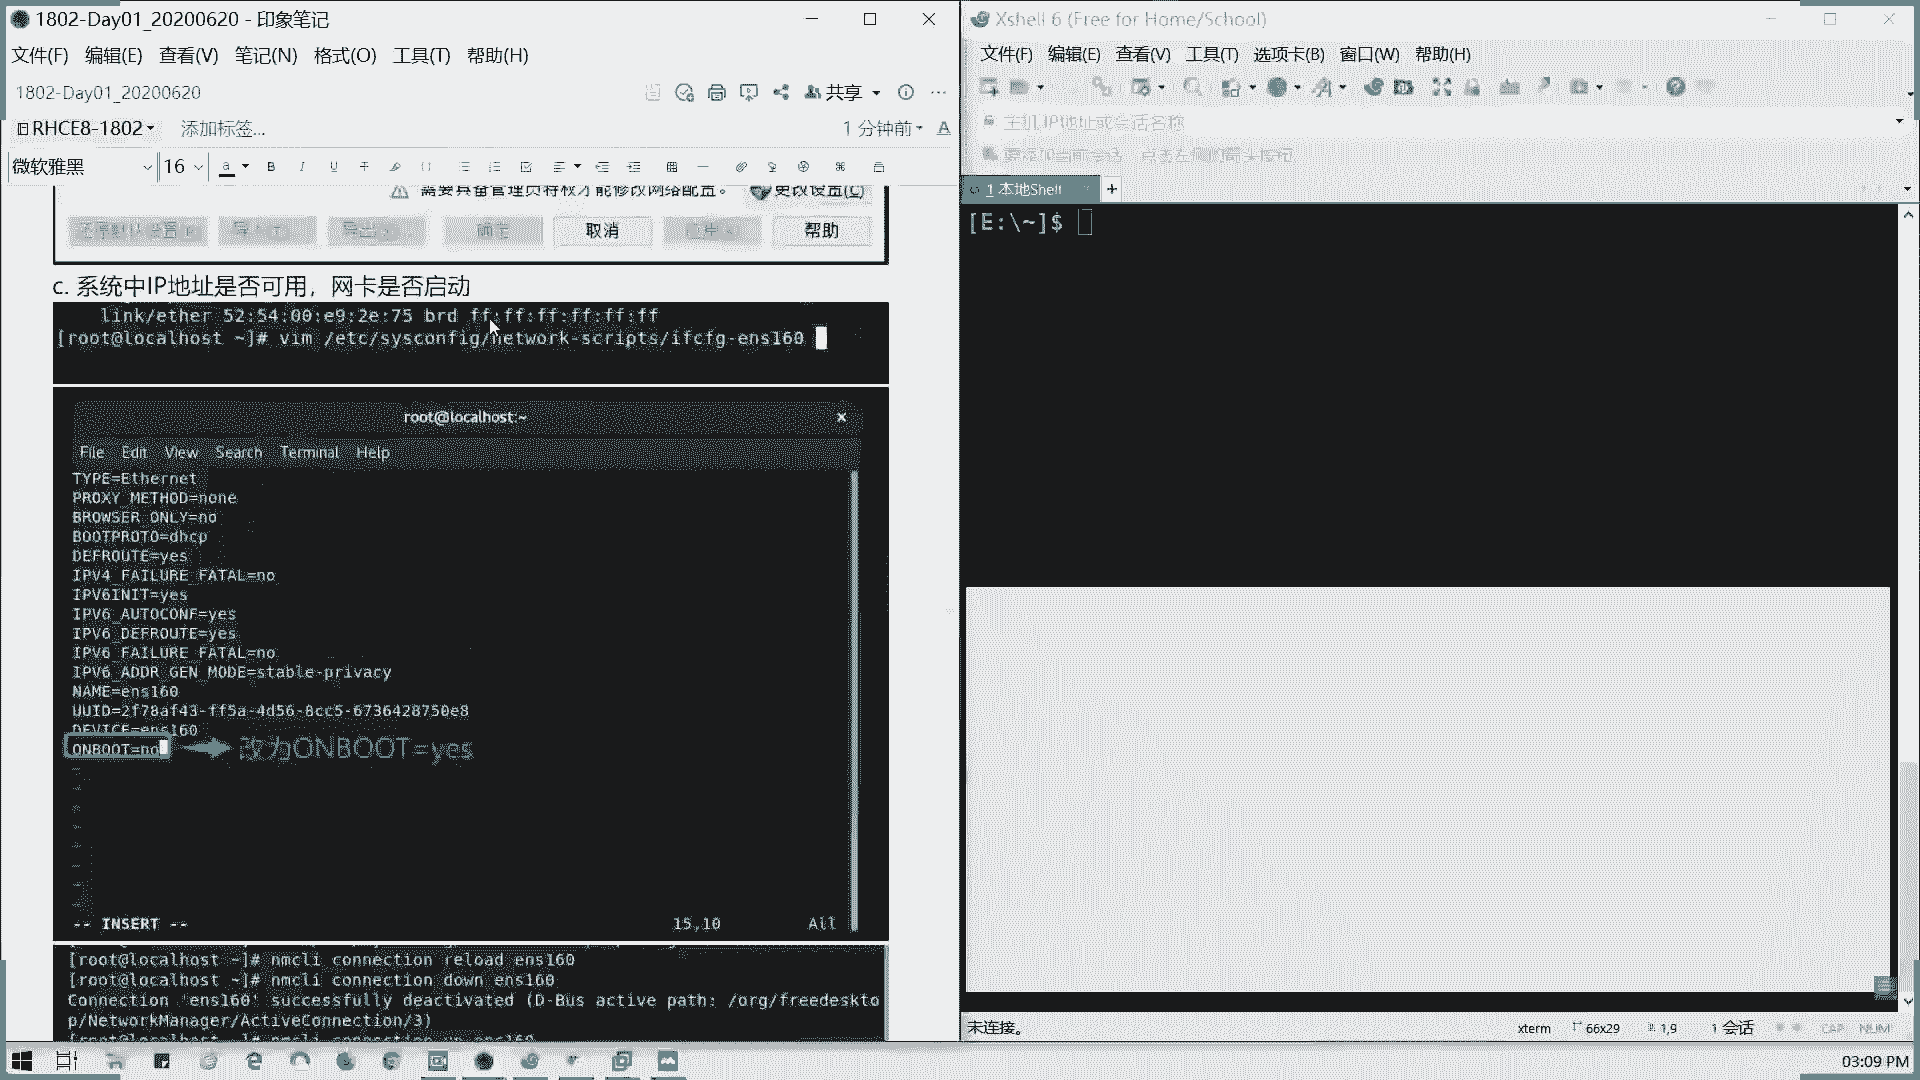 1802-Day01_20200620 - 印象笔记
文件(F) 编辑(E) 查看(V) 笔记(N) 格式(O) 工具(T) 帮助(H)
1802-Day01_20200620
共享
RHCE8-1802
添加标签...
1 分钟前
微软雅黑
16
需要具备管理员特权才能修改网络配置。
更改设置(C)
取消
帮助
c. 系统中IP地址是否可用，网卡是否启动
link/ether 52:54:00:e9:2e:75 brd ff:ff:ff:ff:ff:ff
[root@localhost ~]# vim /etc/sysconfig/network-scripts/ifcfg-ens160
root@localhost:~
File Edit View Search Terminal Help
TYPE=Ethernet
PROXY_METHOD=none
BROWSER_ONLY=no
BOOTPROTO=dhcp
DEFROUTE=yes
IPV4_FAILURE_FATAL=no
IPV6INIT=yes
IPV6_AUTOCONF=yes
IPV6_DEFROUTE=yes
IPV6_FAILURE_FATAL=no
IPV6_ADDR_GEN_MODE=stable-privacy
NAME=ens160
UUID=2f78af43-ff5a-4d56-8cc5-6736428750e8
DEVICE=ens160
ONBOOT=no
改为ONBOOT=yes
-- INSERT --
15,10
All
[root@localhost ~]# nmcli connection reload ens160
[root@localhost ~]# nmcli connection down ens160
Connection 'ens160' successfully deactivated (D-Bus active path: /org/freedeskto
p/NetworkManager/ActiveConnection/3)
[root@localhost ~]# nmcli connection up ens160
Xshell 6 (Free for Home/School)
文件(F) 编辑(E) 查看(V) 工具(T) 选项卡(B) 窗口(W) 帮助(H)
主机,IP地址或会话名称
要添加当前会话，点击左侧的箭头按钮。
1 本地Shell
[E:\~]$
未连接。
xterm
66x29
1,9
1 会话
CAP
NUM
03:09 PM